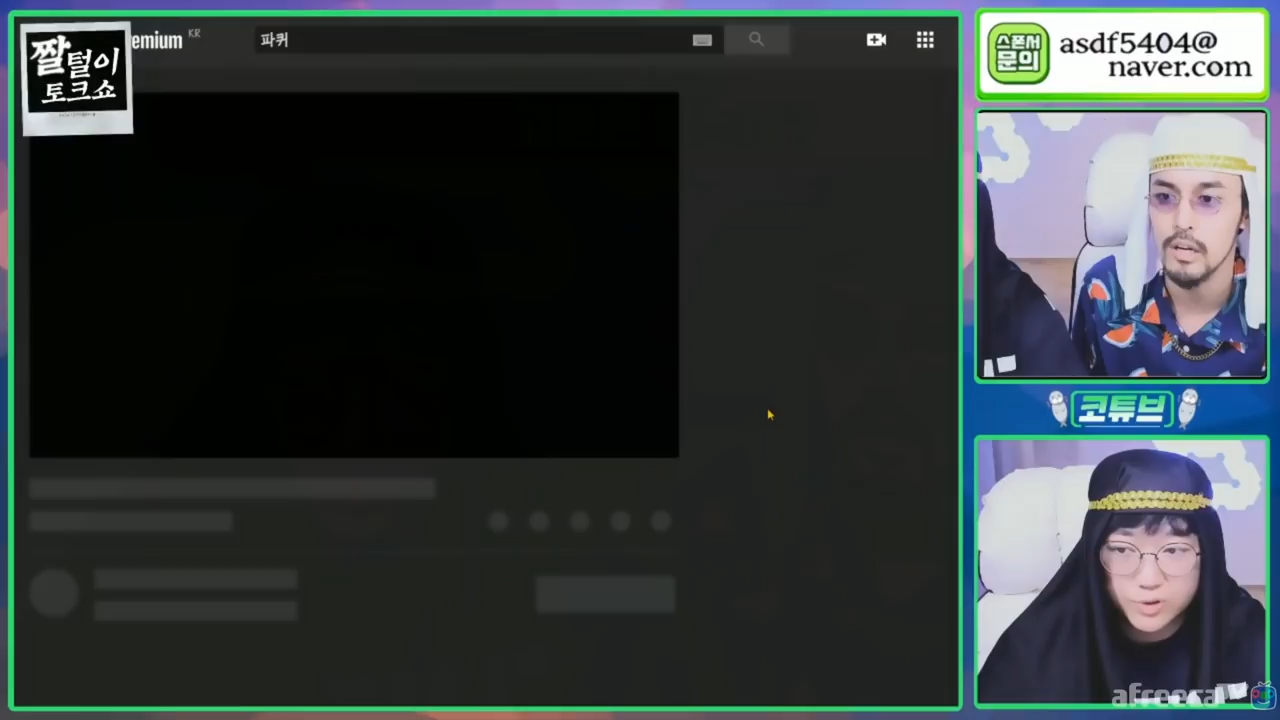 짤털이
토크쇼
emium KR
파퀴
스폰서
문의
asdf5404@
naver.com
코튜브
afreecaTV